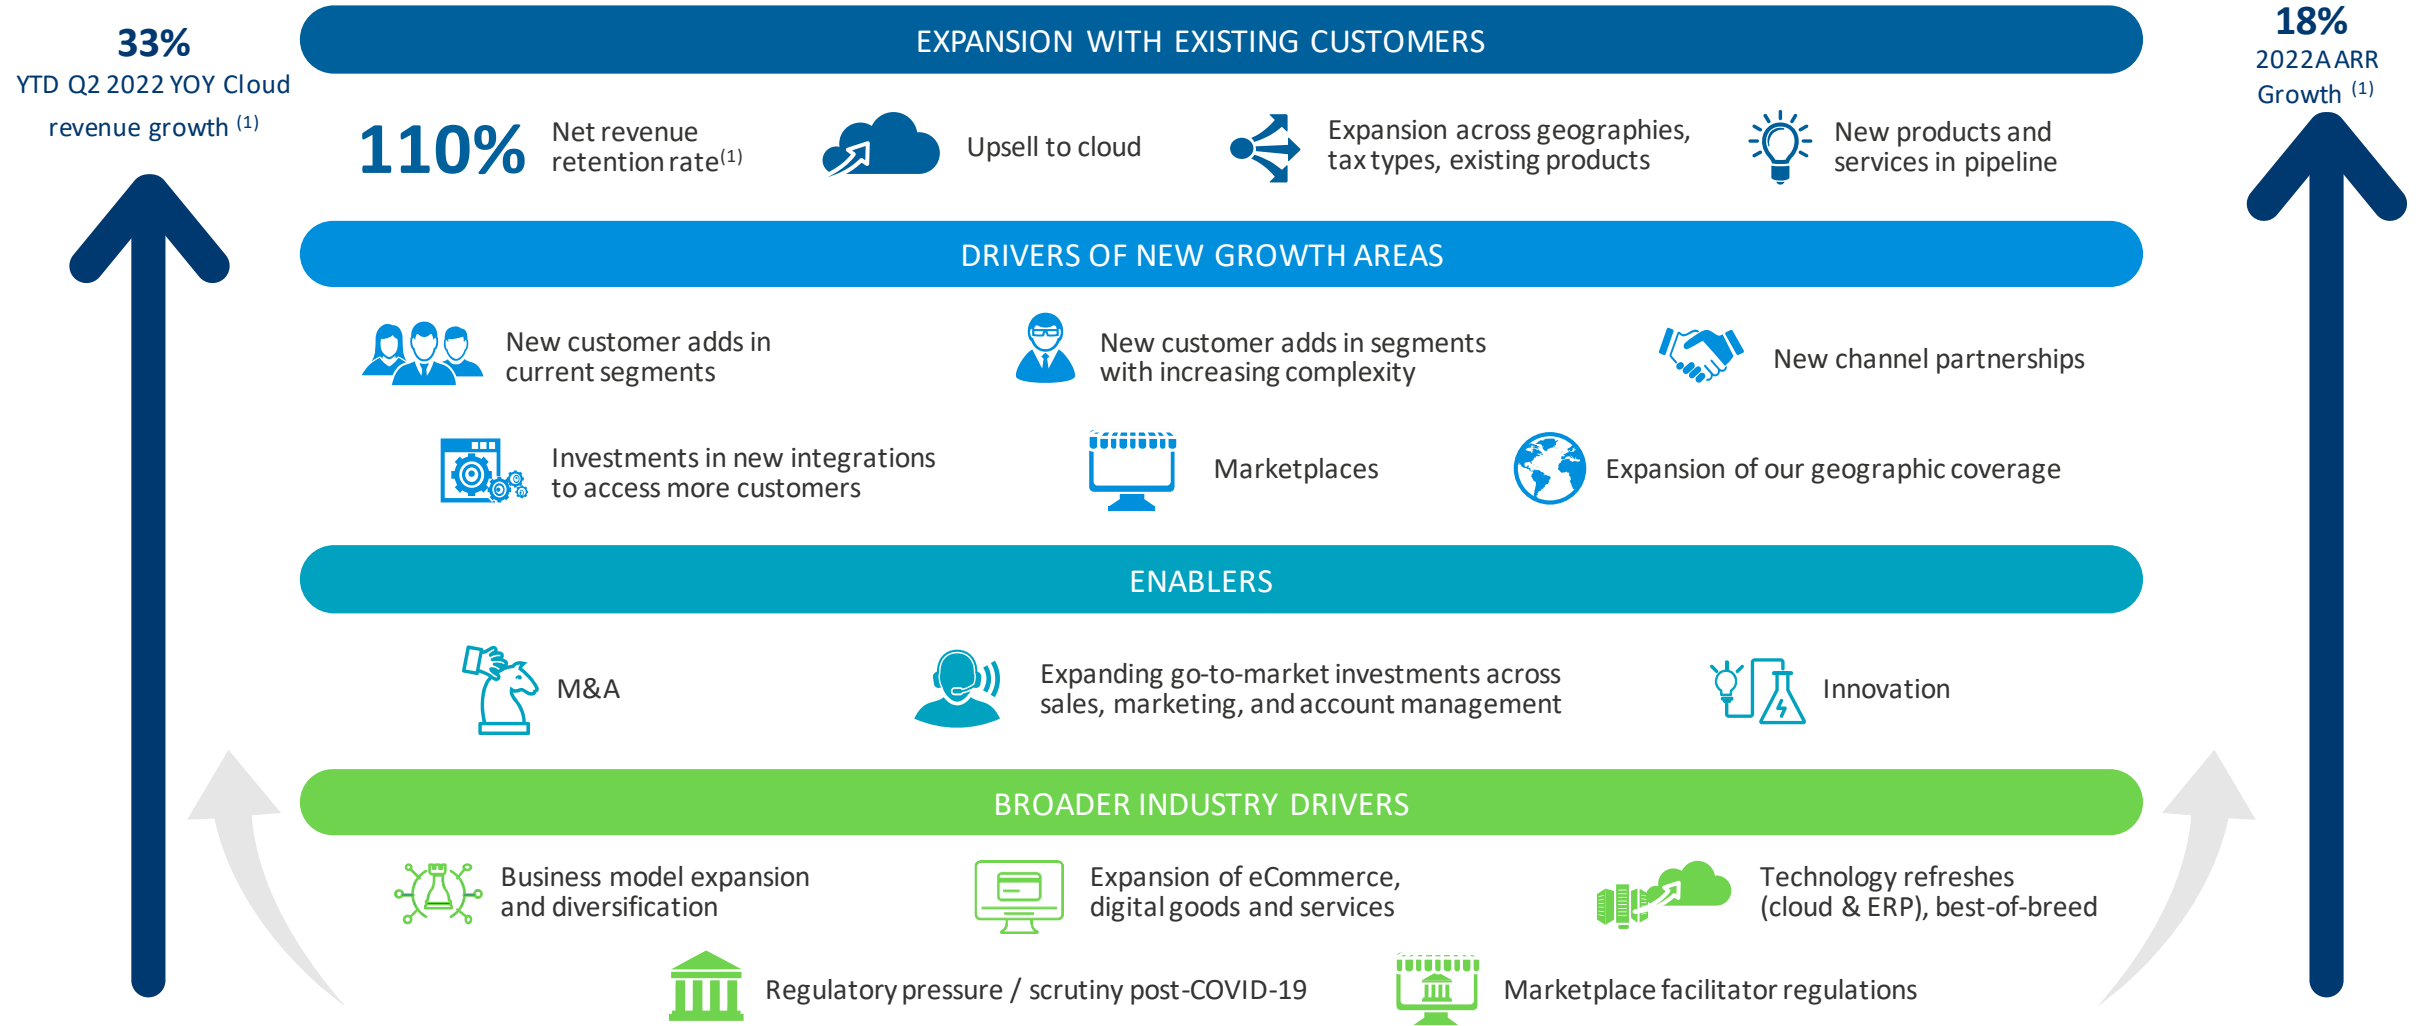 33%
YTD Q2 2022 YOY Cloud
revenue growth (1)
18%
2022A ARR
Growth (1)
EXPANSION WITH EXISTING CUSTOMERS
110%
Net revenue
retention rate(1)
Upsell to cloud
Expansion across geographies,
tax types, existing products
New products and
services in pipeline
DRIVERS OF NEW GROWTH AREAS
New customer adds in
current segments
New customer adds in segments
with increasing complexity
New channel partnerships
Investments in new integrations
to access more customers
Marketplaces
Expansion of our geographic coverage
ENABLERS
M&A
Expanding go-to-market investments across
sales, marketing, and account management
Innovation
BROADER INDUSTRY DRIVERS
Business model expansion
and diversification
Expansion of eCommerce,
digital goods and services
Technology refreshes
(cloud & ERP), best-of-breed
Regulatory pressure / scrutiny post-COVID-19
Marketplace facilitator regulations